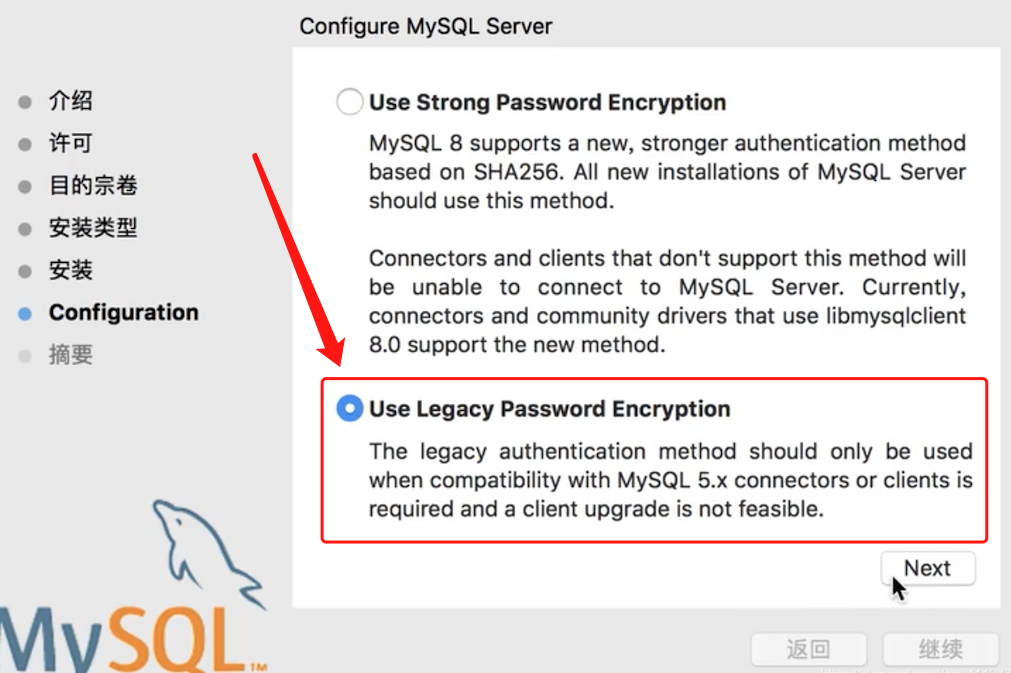 Configure MySQL Server
介绍
许可
目的宗卷
安装类型
安装
Configuration
摘要
Use Strong Password Encryption
MySQL 8 supports a new, stronger authentication method
based on SHA256. All new installations of MySQL Server
should use this method.
Connectors and clients that don't support this method will
be unable to connect to MySQL Server. Currently,
connectors and community drivers that use libmysqlclient
8.0 support the new method.
Use Legacy Password Encryption
The legacy authentication method should only be used
when compatibility with MySQL 5.x connectors or clients is
required and a client upgrade is not feasible.
Next
MySQL™
返回
继续